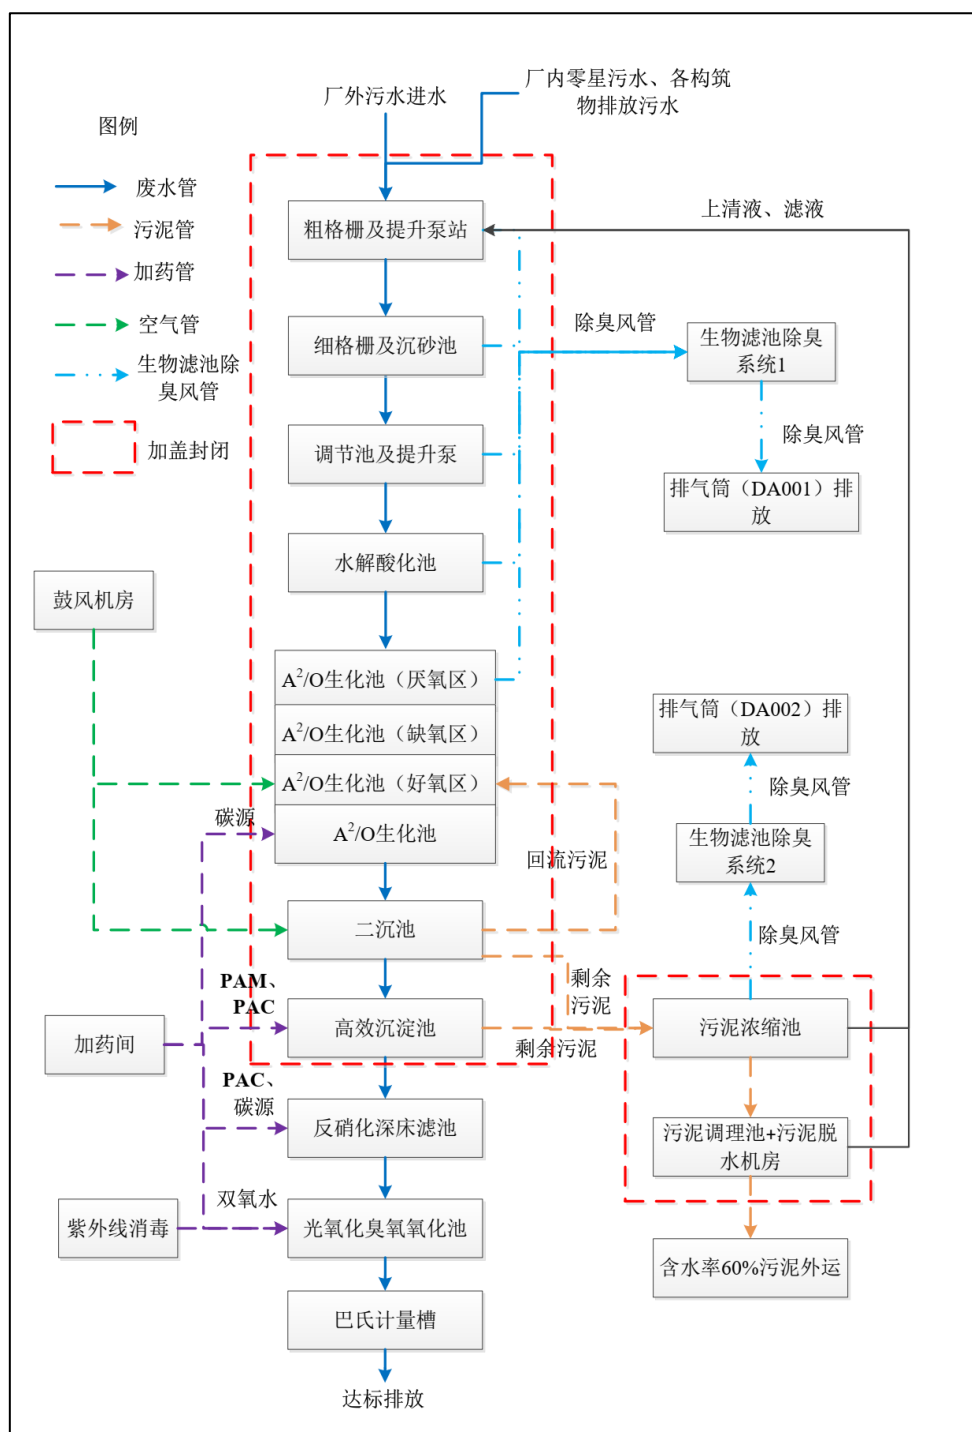 厂外污水进水
厂内零星污水、各构筑
物排放污水
图例
废水管
污泥管
加药管
空气管
生物滤池除
臭风管
加盖封闭
粗格栅及提升泵站
上清液、滤液
细格栅及沉砂池
除臭风管
生物滤池除臭
系统1
除臭风管
调节池及提升泵
排气筒（DA001）排
放
水解酸化池
鼓风机房
A²/O生化池（厌氧区）
A²/O生化池（缺氧区）
A²/O生化池（好氧区）
碳源
A²/O生化池
排气筒（DA002）排
放
除臭风管
生物滤池除臭
系统2
回流污泥
二沉池
除臭风管
剩余
污泥
PAM、
PAC
高效沉淀池
剩余污泥
污泥浓缩池
加药间
PAC、
碳源
反硝化深床滤池
污泥调理池+污泥脱
水机房
双氧水
紫外线消毒
光氧化臭氧氧化池
含水率60%污泥外运
巴氏计量槽
达标排放